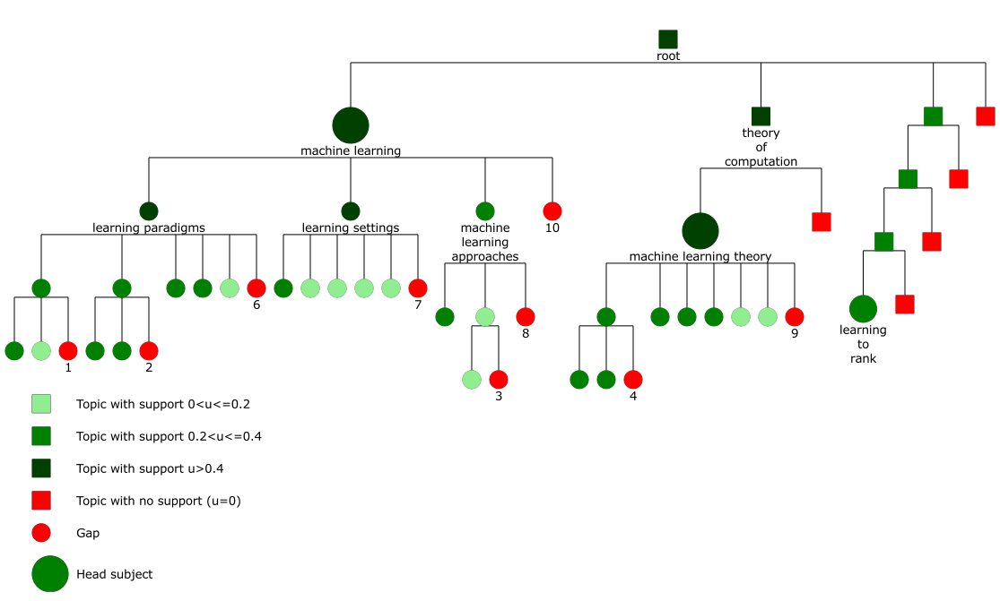 root
machine learning
theory
of
computation
learning paradigms
learning settings
machine
learning
approaches
10
machine learning theory
6
7
8
9
learning
to
rank
1
2
3
4
Topic with support 0<u<=0.2
Topic with support 0.2<u<=0.4
Topic with support u>0.4
Topic with no support (u=0)
Gap
Head subject